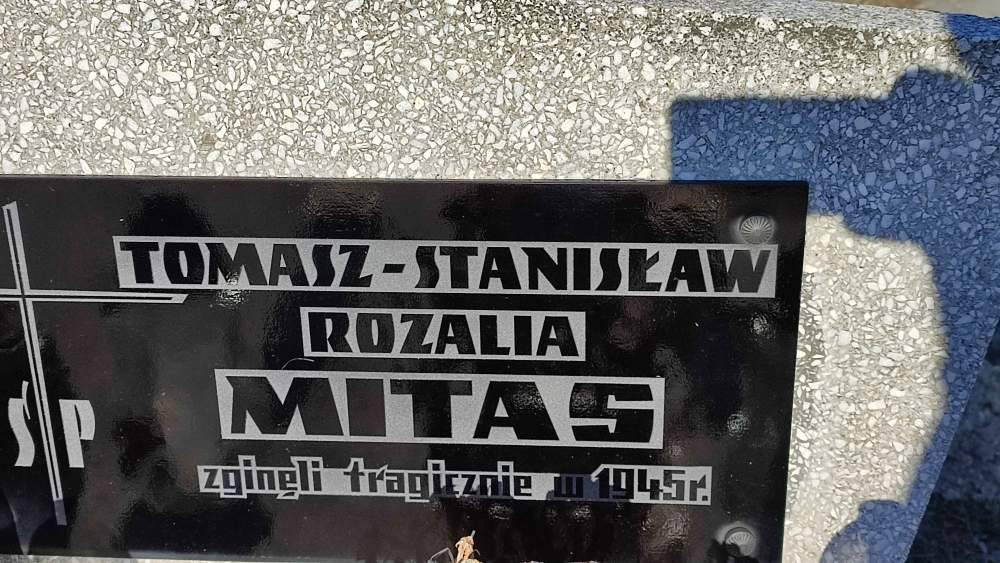 TOMASZ-STANISŁAW
ROZALIA
MITAS
ŚP
zginęli tragicznie w 1945r.